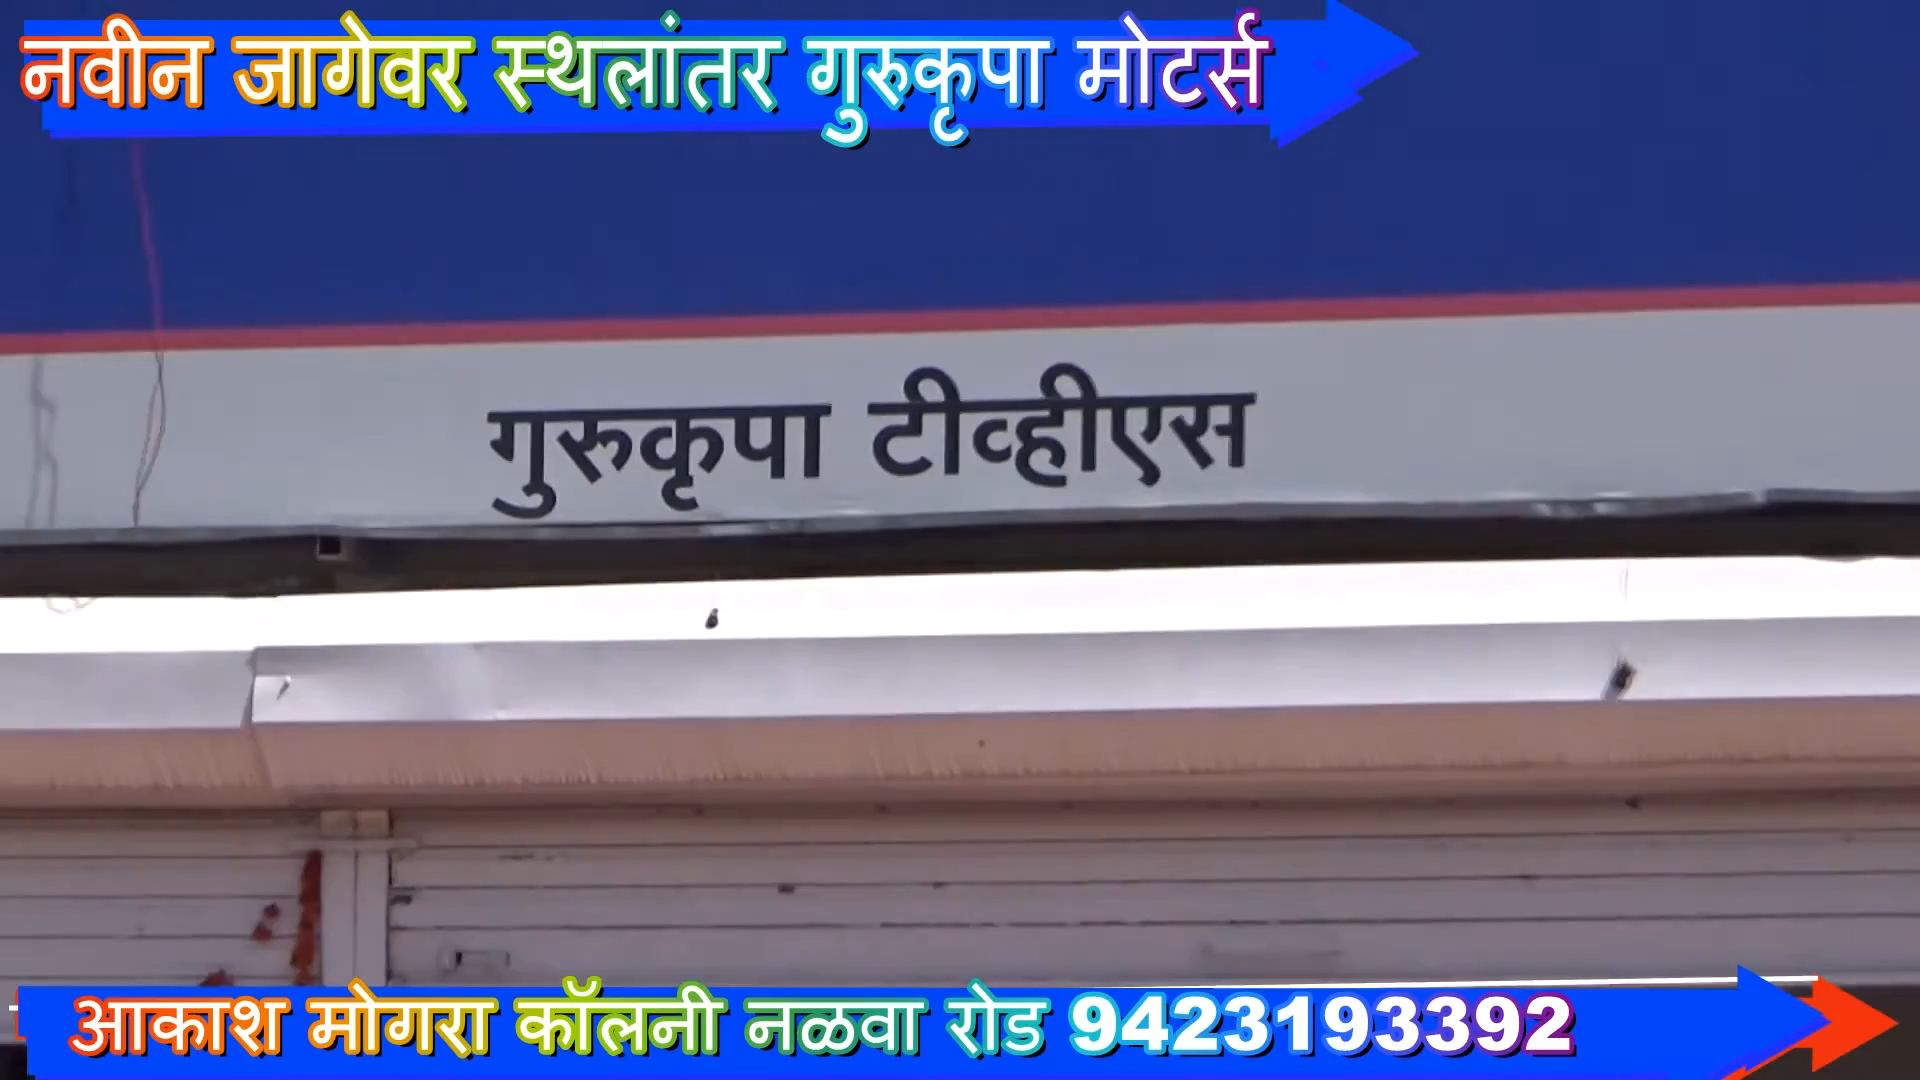 नवीन जागेवर स्थलांतर गुरुकृपा मोटर्स
गुरुकृपा टीव्हीएस
आकाश मोगरा कॉलनी नळवा रोड 9423193392